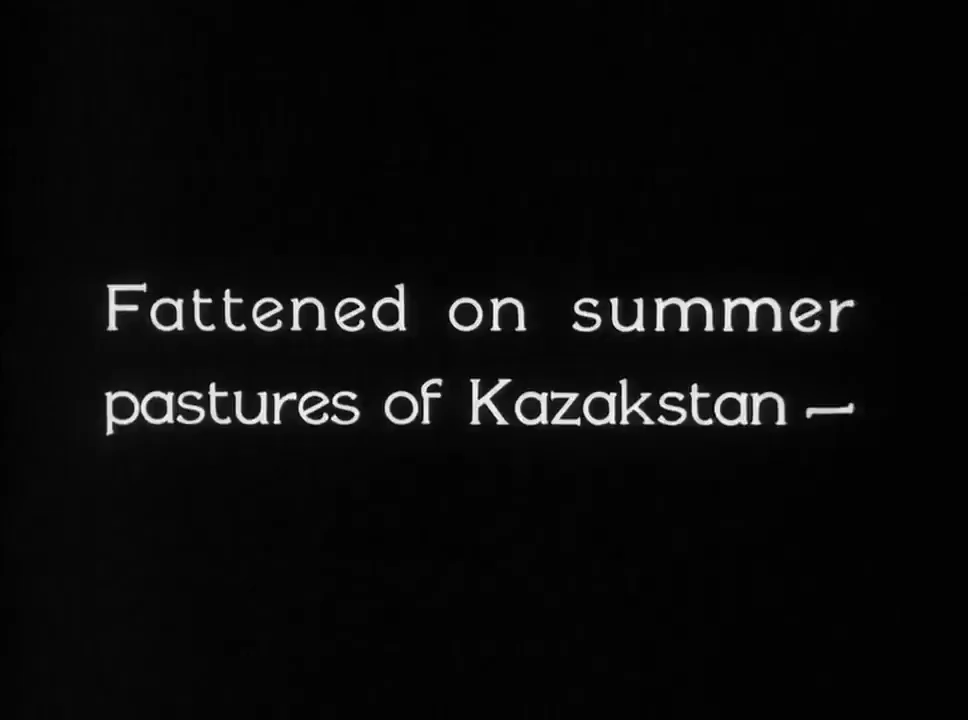 Fattened on summer
pastures of Kazakstan —